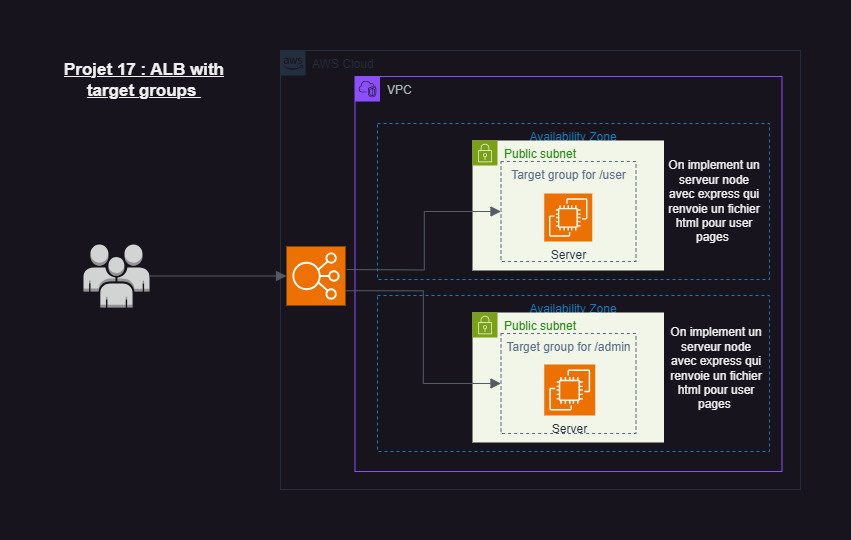 Projet 17 : ALB with
target groups
aws
AWS Cloud
VPC
Availability Zone
Public subnet
Target group for /user
Server
On implement un
serveur node
avec express qui
renvoie un fichier
html pour user
pages
Availability Zone
Public subnet
Target group for /admin
Server
On implement un
serveur node
avec express qui
renvoie un fichier
html pour user
pages